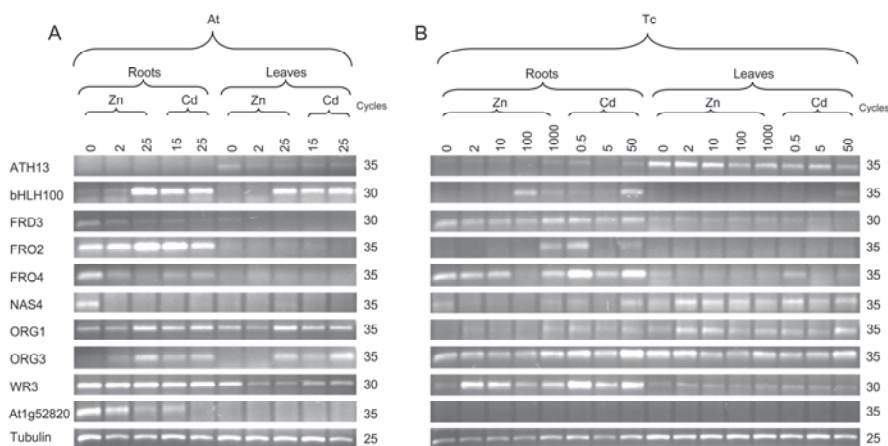 A
At
B
Tc
Roots
Leaves
Roots
Leaves
Zn
Cd
Zn
Cd
Cycles
Zn
Cd
Zn
Cd
Cycles
0 2 25 15 25 0 2 25 15 25
0 2 10 100 1000 0.5 5 50 0 2 10 100 1000 0.5 5 50
ATH13 35 35
bHLH100 30 35
FRD3 30 30
FRO2 35 35
FRO4 35 35
NAS4 35 35
ORG1 35 35
ORG3 35 35
WR3 30 30
At1g52820 35 35
Tubulin 25 25